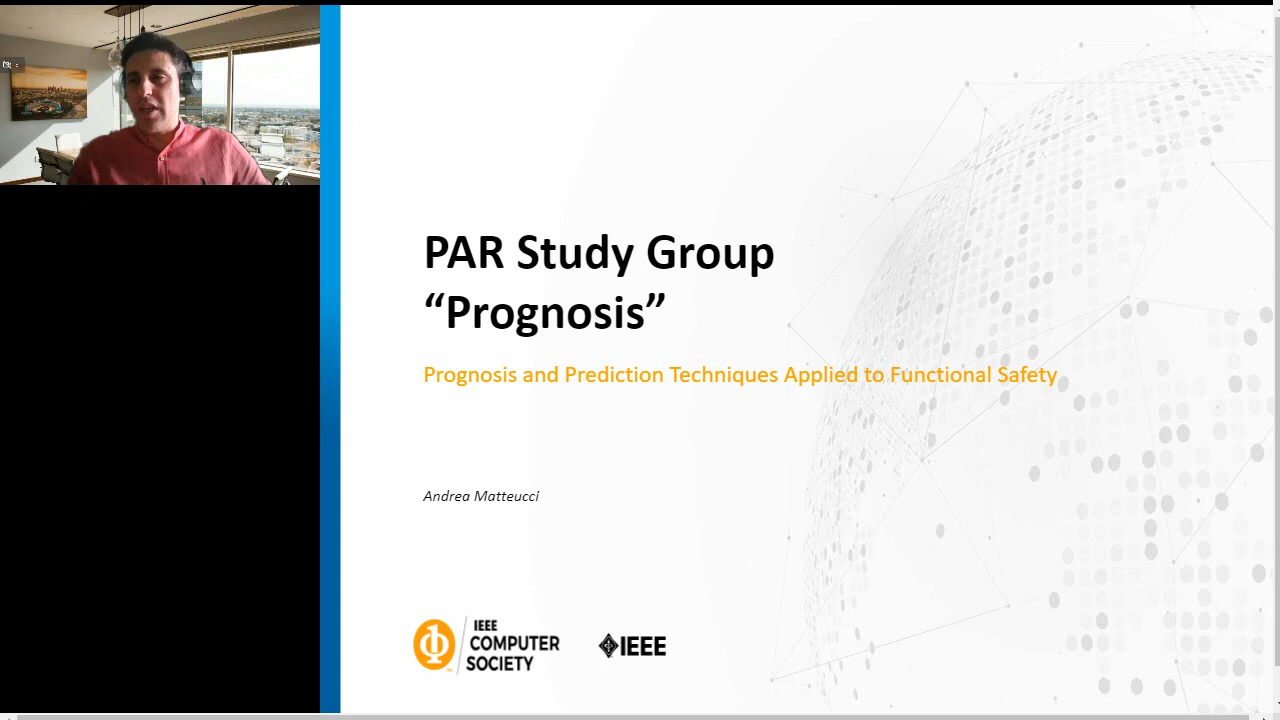 PAR Study Group
“Prognosis”
Prognosis and Prediction Techniques Applied to Functional Safety
Andrea Matteucci
IEEE
COMPUTER
SOCIETY
IEEE